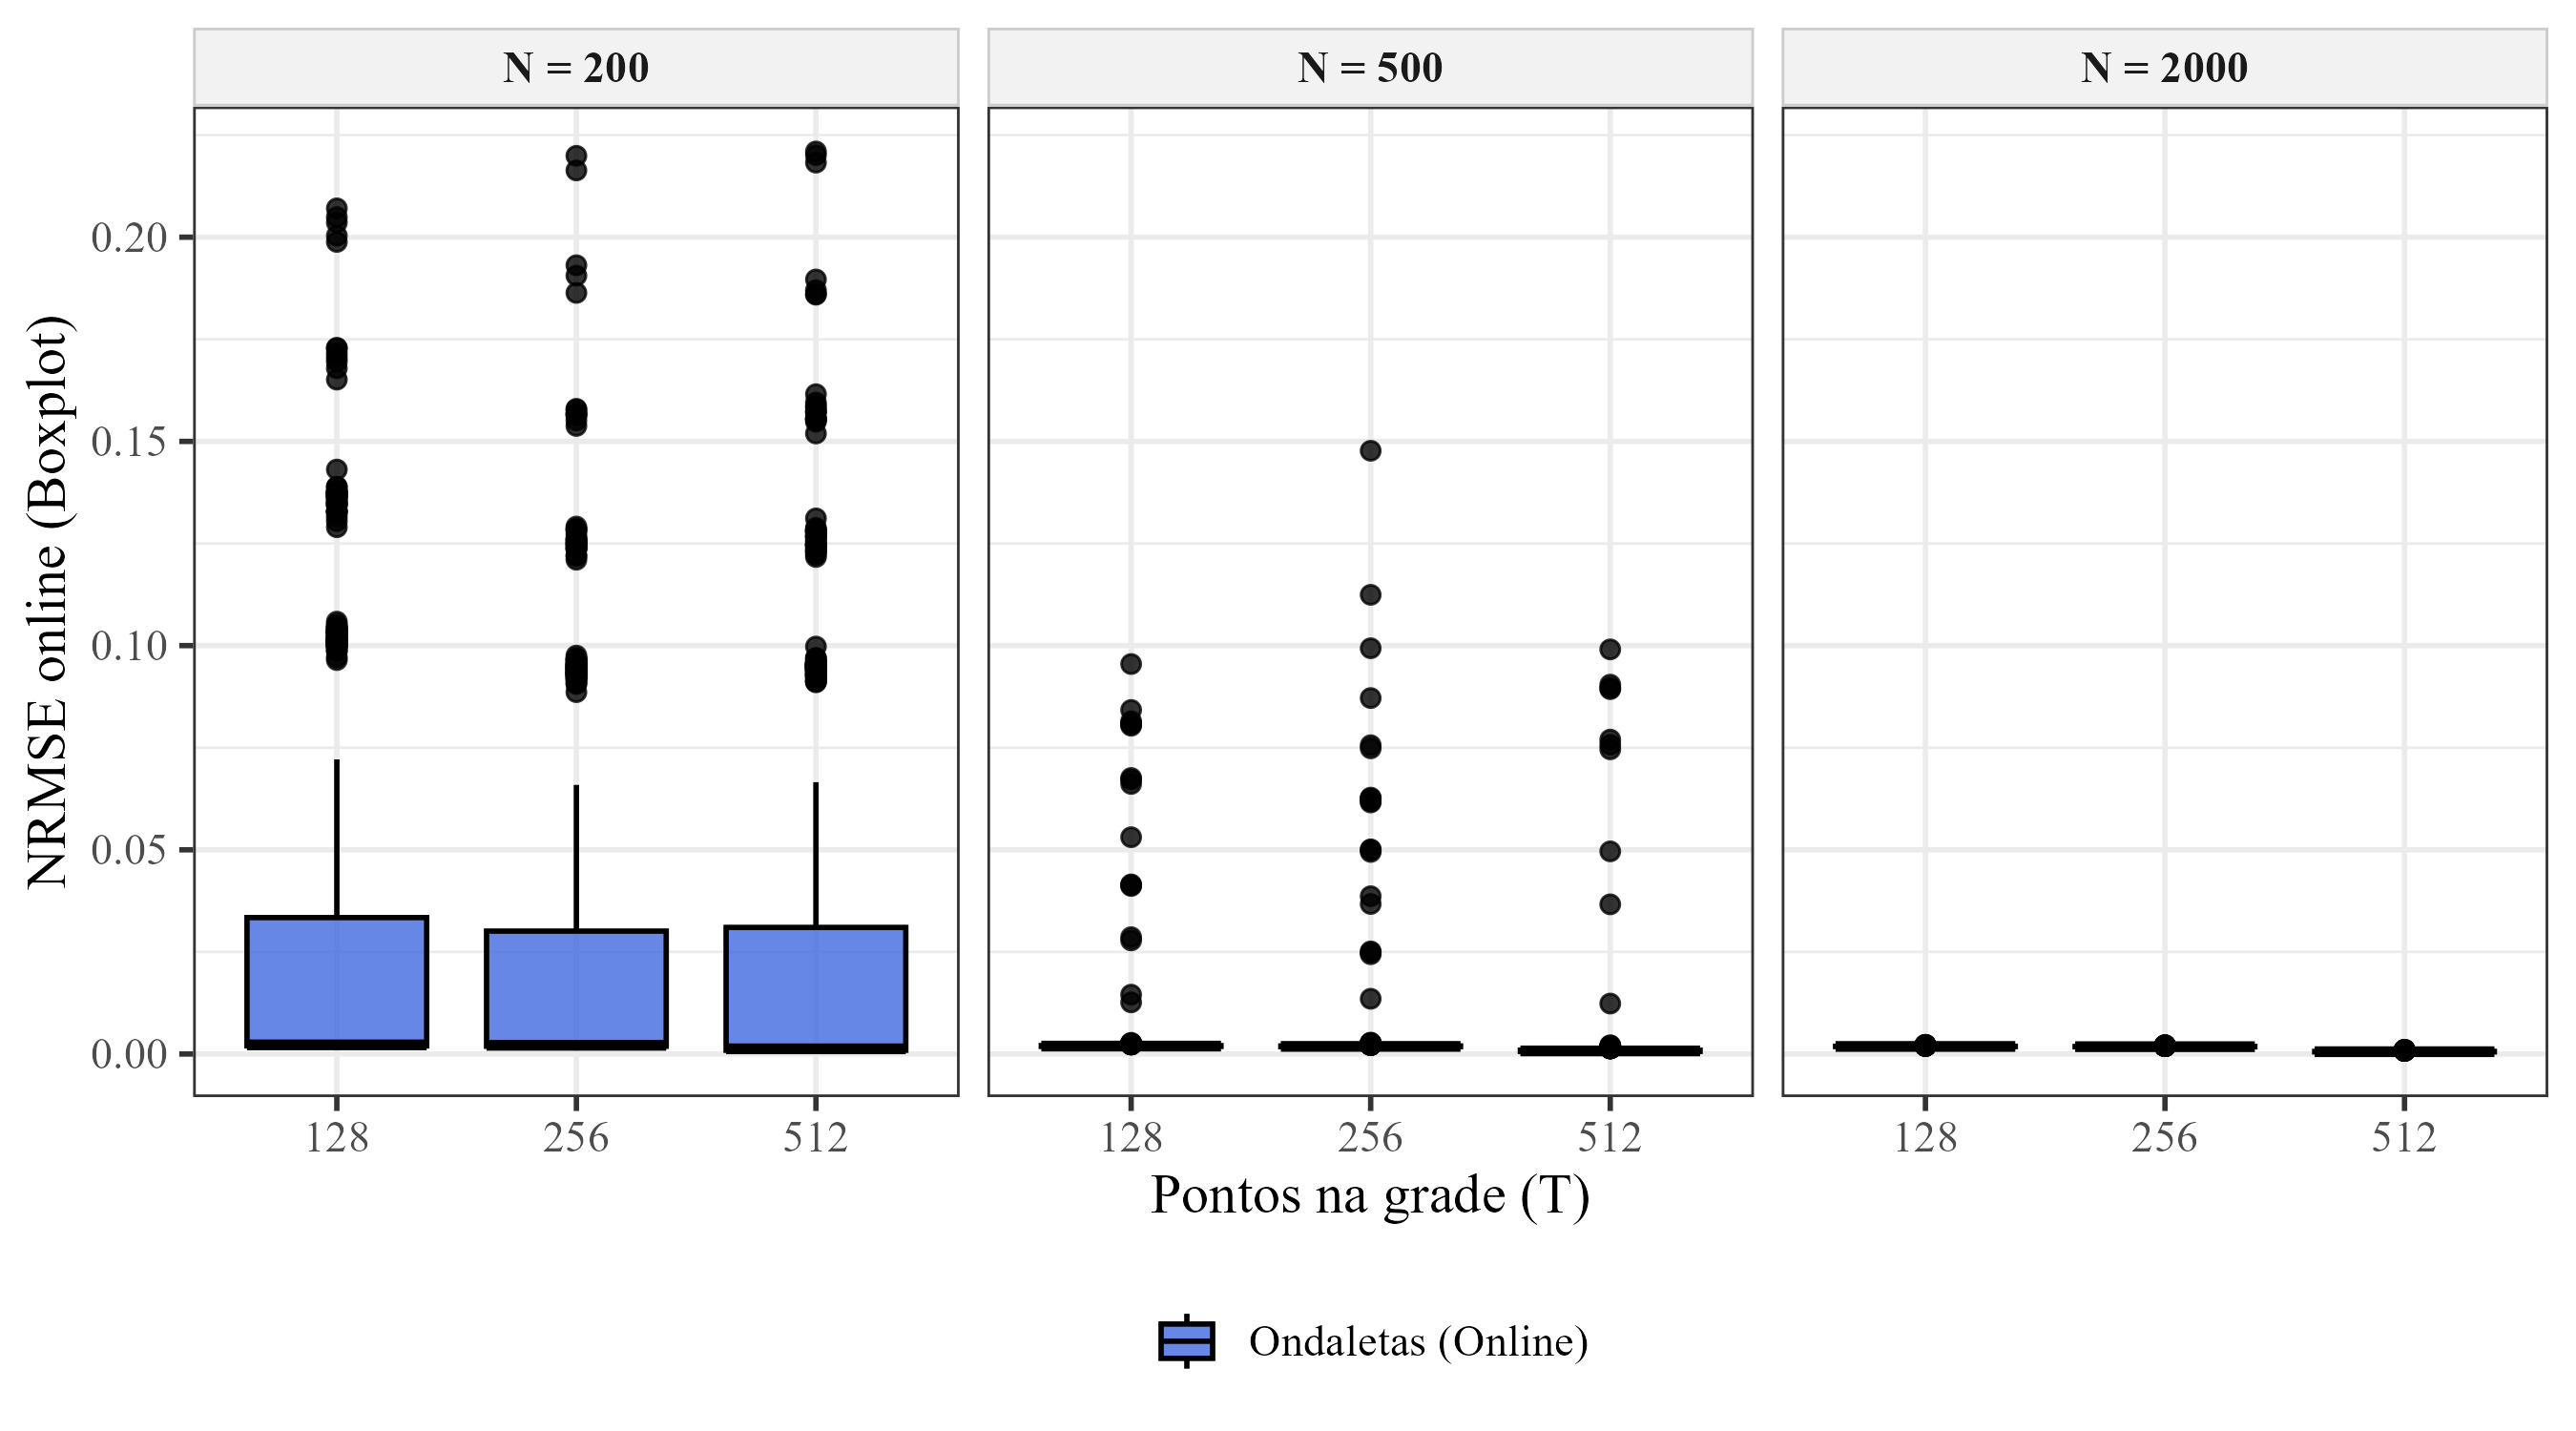 N = 200
N = 500
N = 2000
NRMSE online (Boxplot)
0.20
0.15
0.10
0.05
0.00
128 256 512
128 256 512
128 256 512
Pontos na grade (T)
Ondaletas (Online)